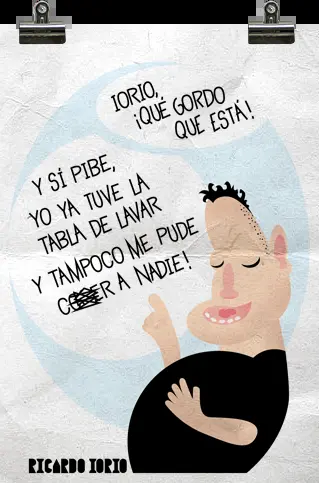 IORIO,
¡QUÉ GORDO
QUE ESTÁ!
Y SÍ PIBE,
YO YA TUVE LA
TABLA DE LAVAR
Y TAMPOCO ME PUDE
A NADIE!
RICARDO IORIO